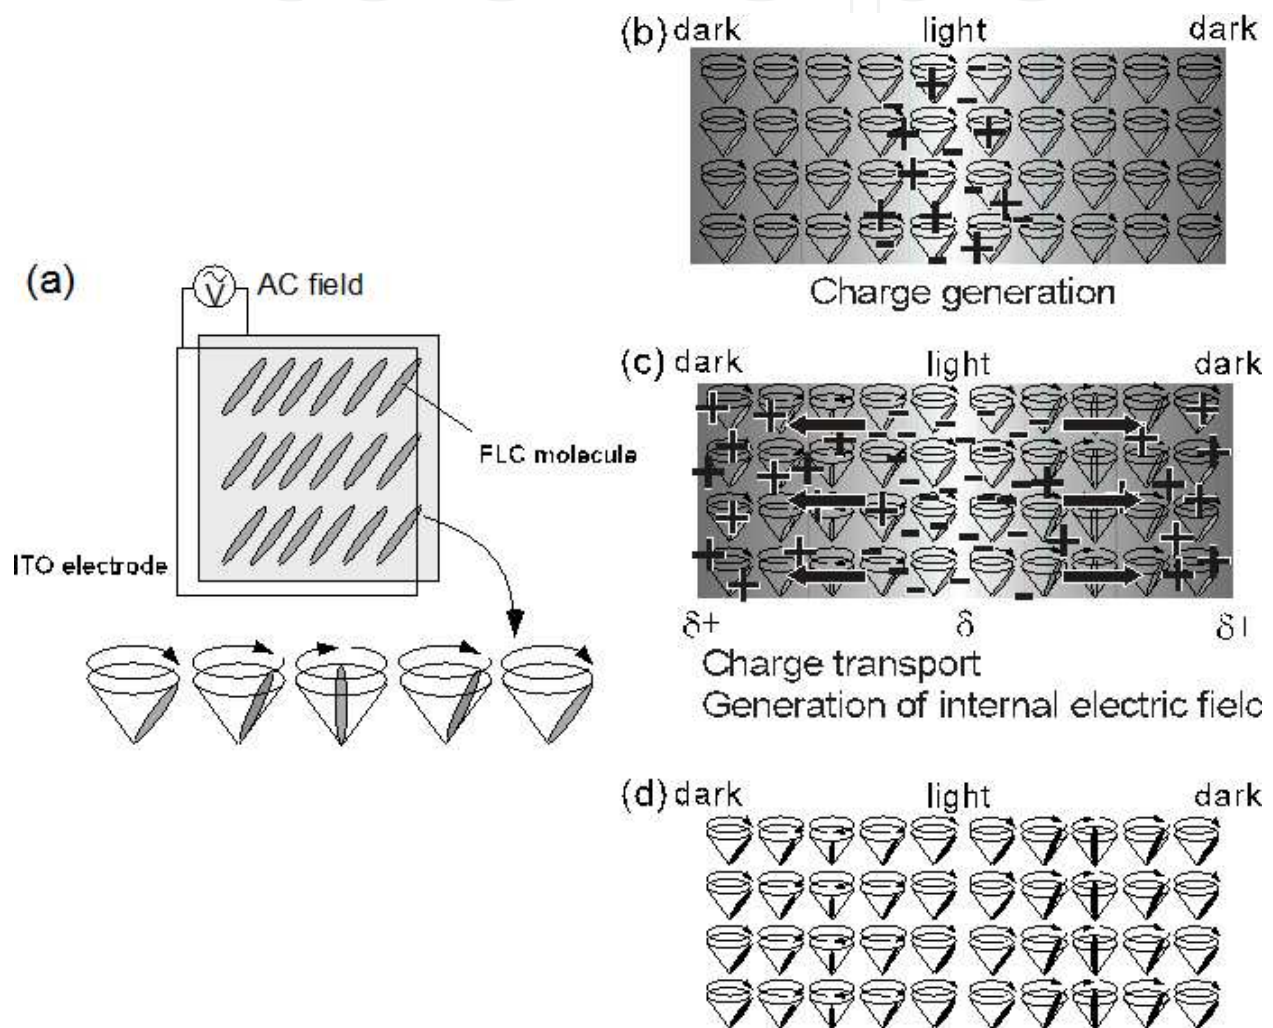 (a)
V
AC field
FLC molecule
ITO electrode
(b) dark light dark
+ - + - + - + - + - + + - + + - - + -
Charge generation
(c) dark light dark
δ+ δ δ+
Charge transport
Generation of internal electric field
(d) dark light dark